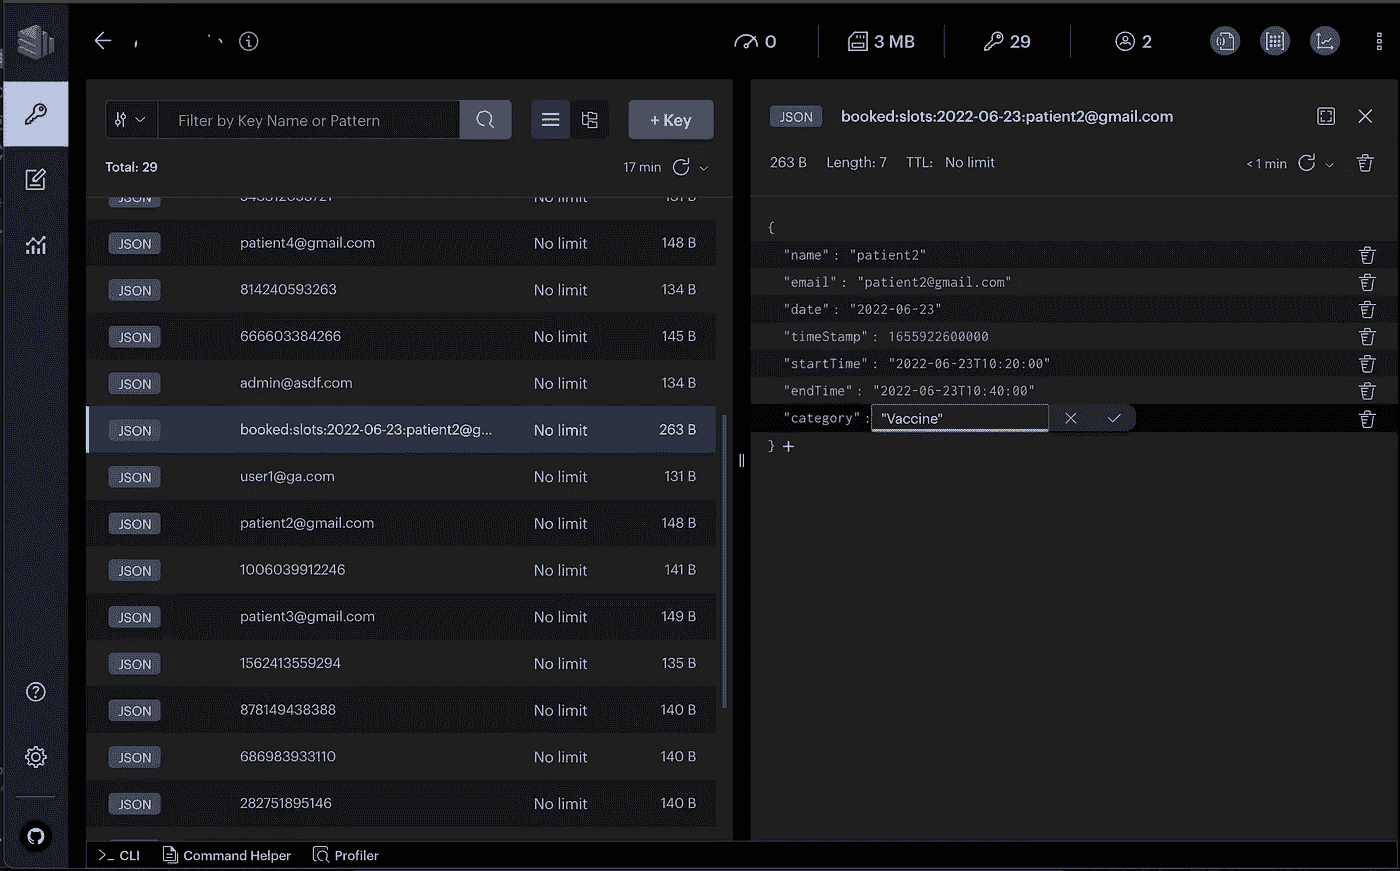 0
3 MB
29
2
Filter by Key Name or Pattern
+ Key
Total: 29
17 min
JSON No limit 131 B
JSON patient4@gmail.com No limit 148 B
JSON 814240593263 No limit 134 B
JSON 666603384266 No limit 145 B
JSON admin@asdf.com No limit 134 B
JSON booked:slots:2022-06-23:patient2@g... No limit 263 B
JSON user1@ga.com No limit 131 B
JSON patient2@gmail.com No limit 148 B
JSON 1006039912246 No limit 141 B
JSON patient3@gmail.com No limit 149 B
JSON 1562413559294 No limit 135 B
JSON 878149438388 No limit 140 B
JSON 686983933110 No limit 140 B
JSON 282751895146 No limit 140 B
JSON booked:slots:2022-06-23:patient2@gmail.com
263 B Length: 7 TTL: No limit < 1 min
{
"name" : "patient2"
"email" : "patient2@gmail.com"
"date" : "2022-06-23"
"timeStamp" : 1655922600000
"startTime" : "2022-06-23T10:20:00"
"endTime" : "2022-06-23T10:40:00"
"category" : "Vaccine"
} +
>_ CLI Command Helper Profiler